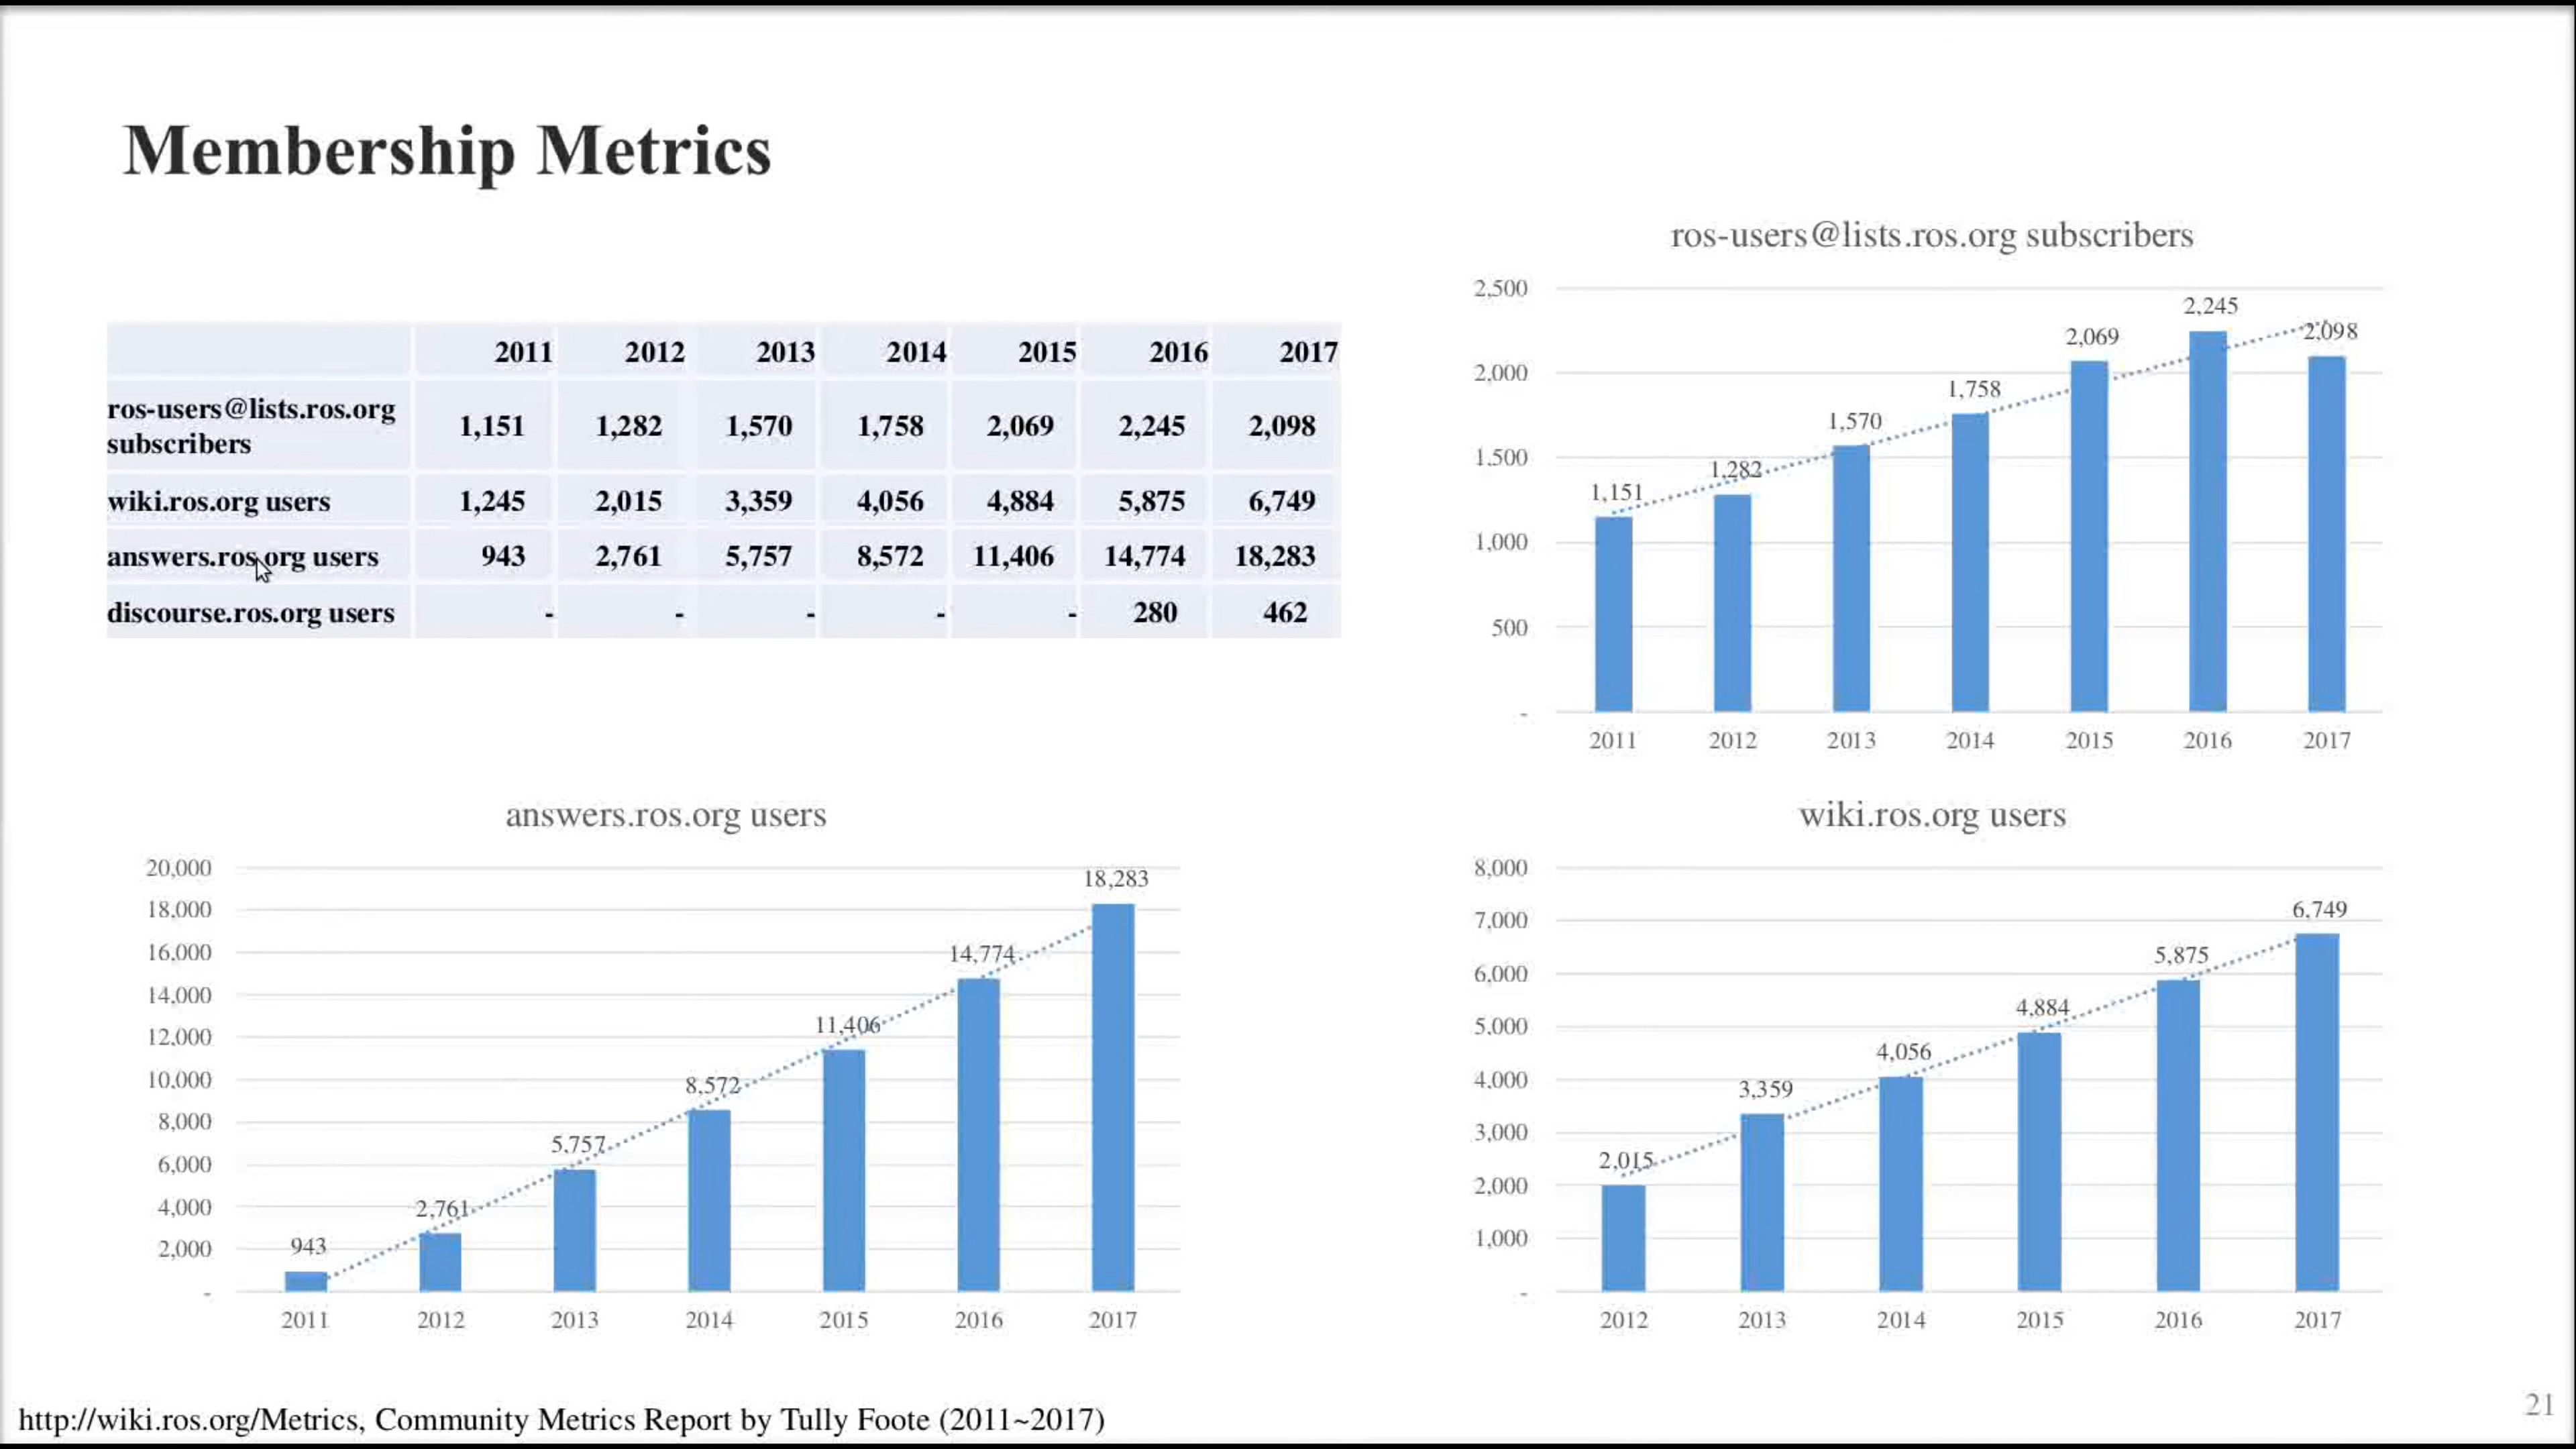 Membership Metrics
2011 2012 2013 2014 2015 2016 2017
ros-users@lists.ros.org
subscribers
1,151 1,282 1,570 1,758 2,069 2,245 2,098
wiki.ros.org users 1,245 2,015 3,359 4,056 4,884 5,875 6,749
answers.ros.org users 943 2,761 5,757 8,572 11,406 14,774 18,283
discourse.ros.org users - - - - - 280 462
ros-users@lists.ros.org subscribers
2,500
2,000
1,500
1,000
500
-
1,151 1,282 1,570 1,758 2,069 2,245 2,098
2011 2012 2013 2014 2015 2016 2017
answers.ros.org users
20,000
18,000
16,000
14,000
12,000
10,000
8,000
6,000
4,000
2,000
-
943 2,761 5,757 8,572 11,406 14,774 18,283
2011 2012 2013 2014 2015 2016 2017
wiki.ros.org users
8,000
7,000
6,000
5,000
4,000
3,000
2,000
1,000
-
2,015 3,359 4,056 4,884 5,875 6,749
2012 2013 2014 2015 2016 2017
http://wiki.ros.org/Metrics, Community Metrics Report by Tully Foote (2011~2017)
21